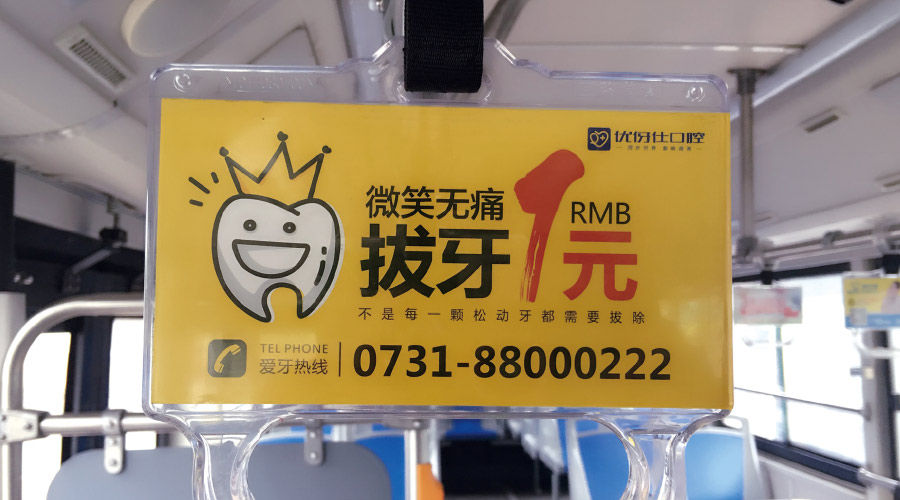 优伢仕口腔
微笑无痛
拔牙1元
RMB
不是每一颗松动牙都需要拔除
TEL PHONE
爱牙热线
0731-88000222